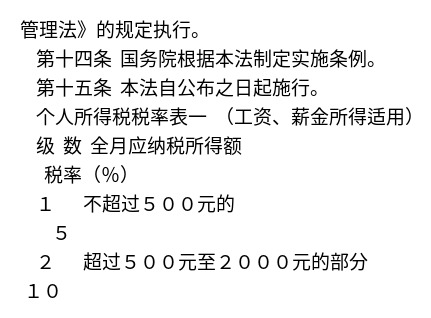 管理法》的规定执行。
第十四条 国务院根据本法制定实施条例。
第十五条 本法自公布之日起施行。
个人所得税税率表一 （工资、薪金所得适用）
级 数 全月应纳税所得额
税率（％）
１ 不超过５００元的
５
２ 超过５００元至２０００元的部分
１０